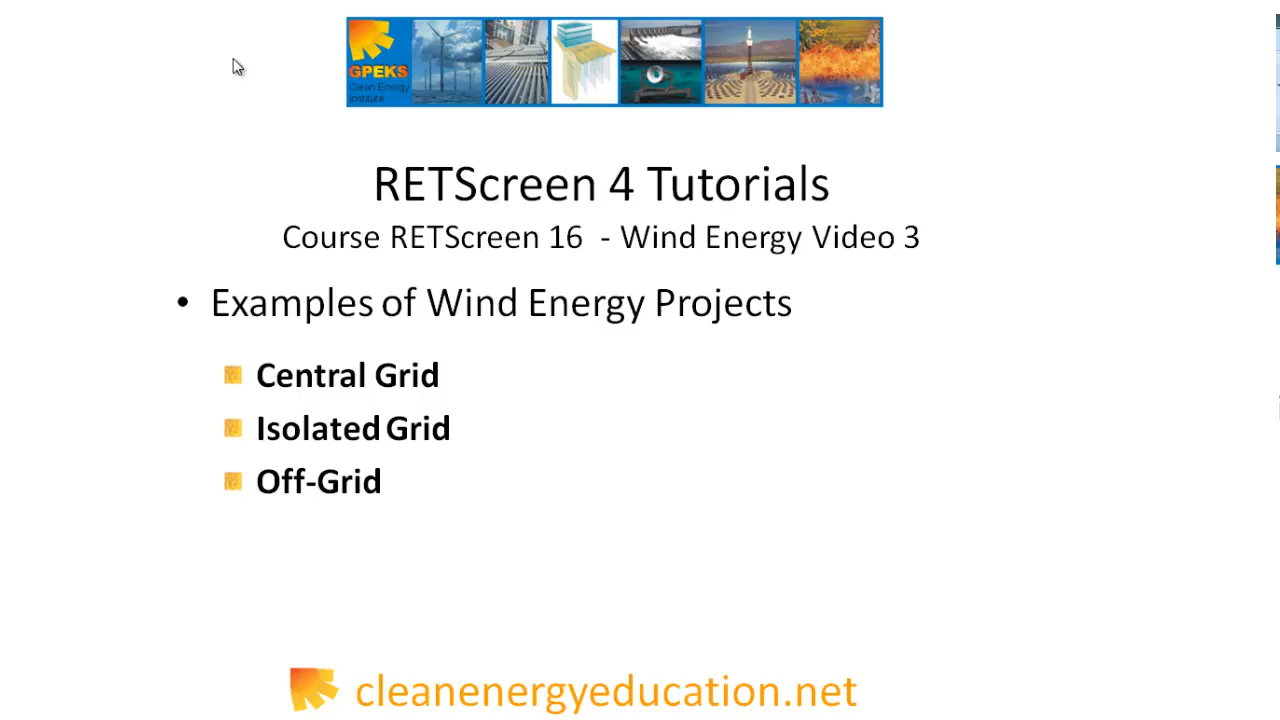 GPEKS
Clean Energy
Institute
RETScreen 4 Tutorials
Course RETScreen 16 - Wind Energy Video 3
• Examples of Wind Energy Projects
Central Grid
Isolated Grid
Off-Grid
cleanenergyeducation.net